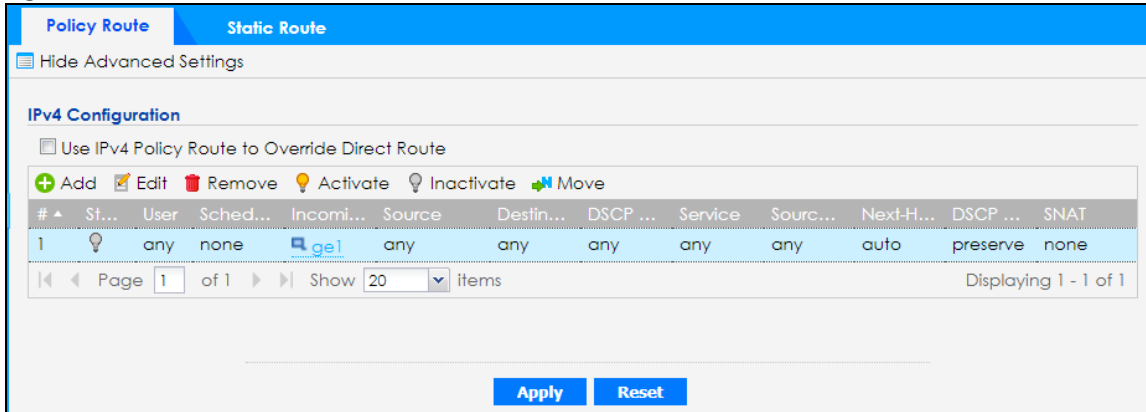 Policy Route Static Route
Hide Advanced Settings
IPv4 Configuration
Use IPv4 Policy Route to Override Direct Route
Add Edit Remove Activate Inactivate Move
# St... User Sched... Incomi... Source Destin... DSCP ... Service Sourc... Next-H... DSCP ... SNAT
1 any none ge1 any any any any any auto preserve none
Page 1 of 1 Show 20 items Displaying 1 - 1 of 1
Apply Reset